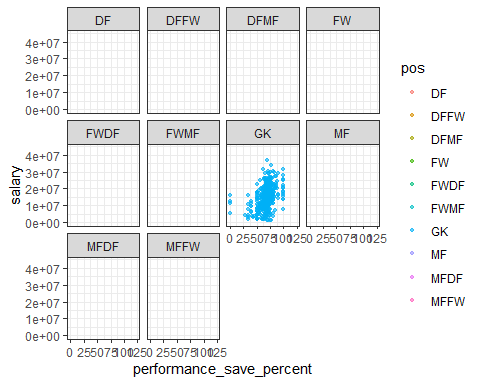 DF DFFW DFMF FW
4e+07
3e+07
2e+07
1e+07
0e+00
FWDF FWMF GK MF
4e+07
3e+07
2e+07
1e+07
0e+00
0 255075100125 0 255075100125
MFDF MFFW
4e+07
3e+07
2e+07
1e+07
0e+00
0 255075100125 0 255075100125
performance_save_percent
salary
pos
DF
DFFW
DFMF
FW
FWDF
FWMF
GK
MF
MFDF
MFFW